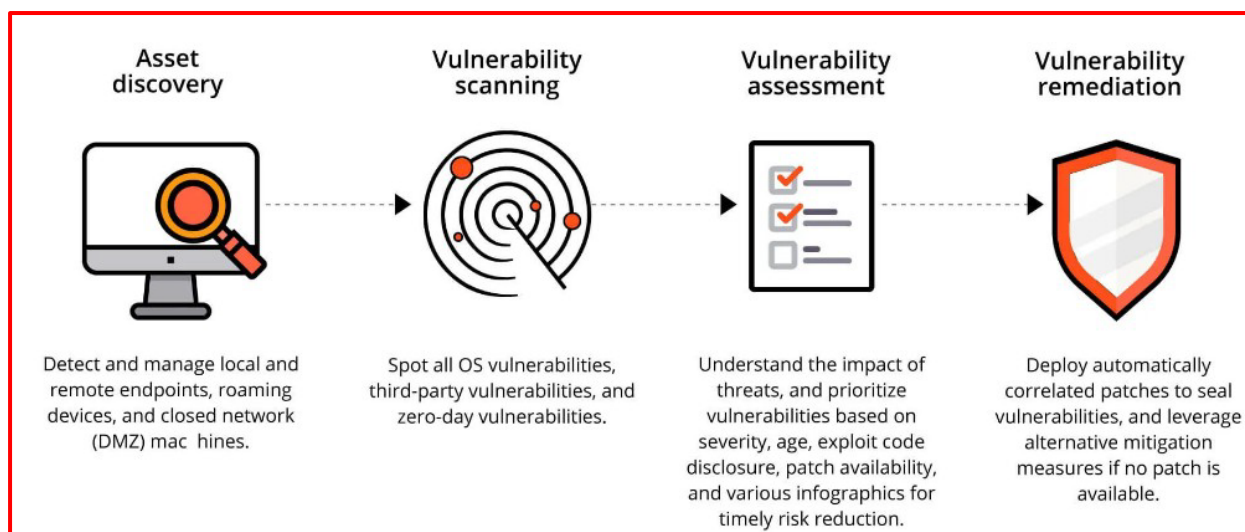 Asset
discovery
Detect and manage local and
remote endpoints, roaming
devices, and closed network
(DMZ) mac hines.
Vulnerability
scanning
Spot all OS vulnerabilities,
third-party vulnerabilities, and
zero-day vulnerabilities.
Vulnerability
assessment
Understand the impact of
threats, and prioritize
vulnerabilities based on
severity, age, exploit code
disclosure, patch availability,
and various infographics for
timely risk reduction.
Vulnerability
remediation
Deploy automatically
correlated patches to seal
vulnerabilities, and leverage
alternative mitigation
measures if no patch is
available.